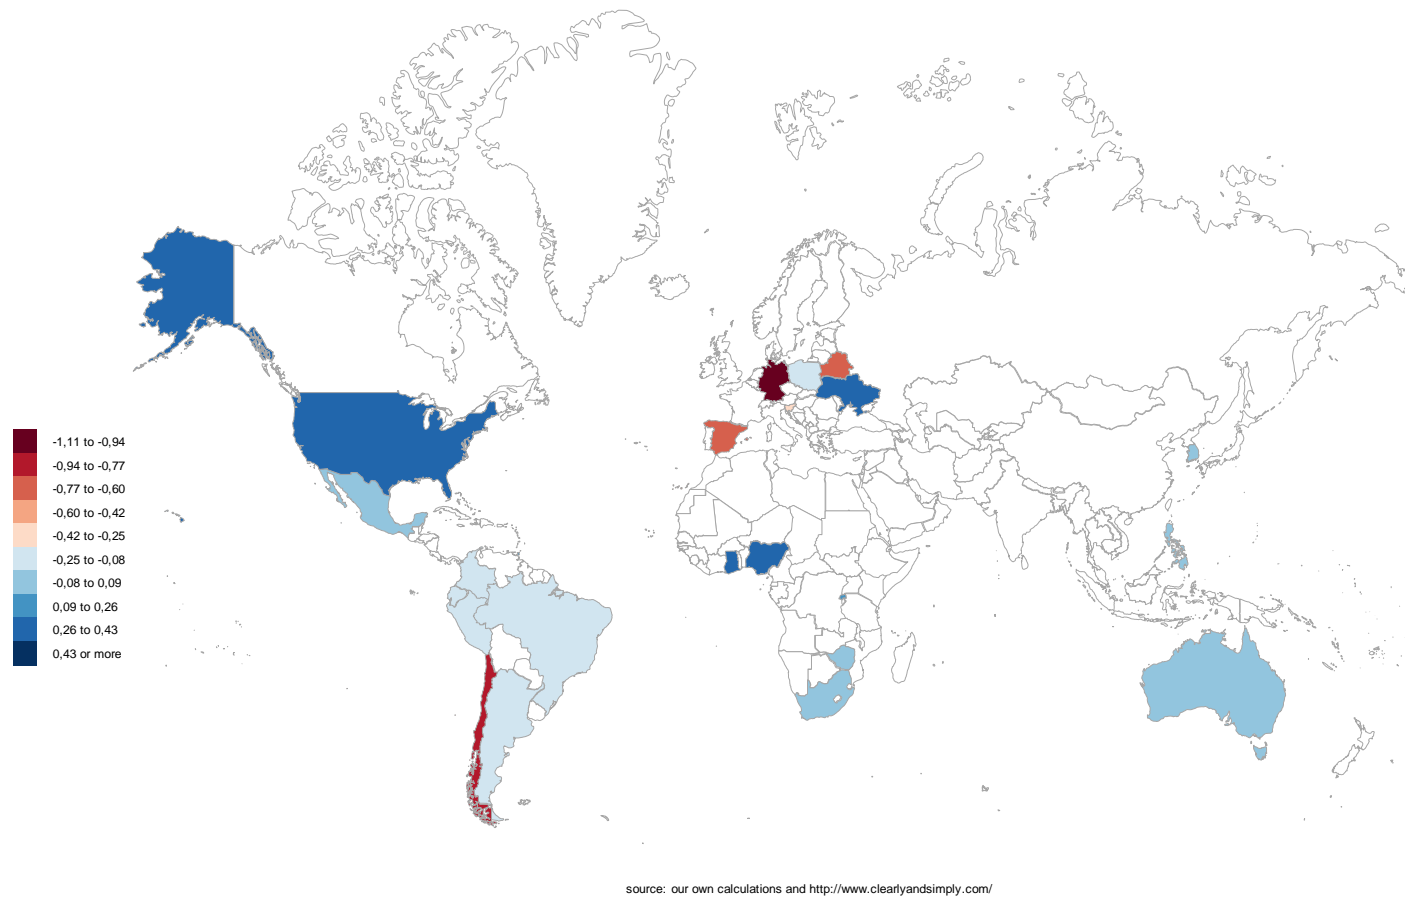 -1,11 to -0,94
-0,94 to -0,77
-0,77 to -0,60
-0,60 to -0,42
-0,42 to -0,25
-0,25 to -0,08
-0,08 to 0,09
0,09 to 0,26
0,26 to 0,43
0,43 or more
source: our own calculations and http://www.clearlyandsimply.com/